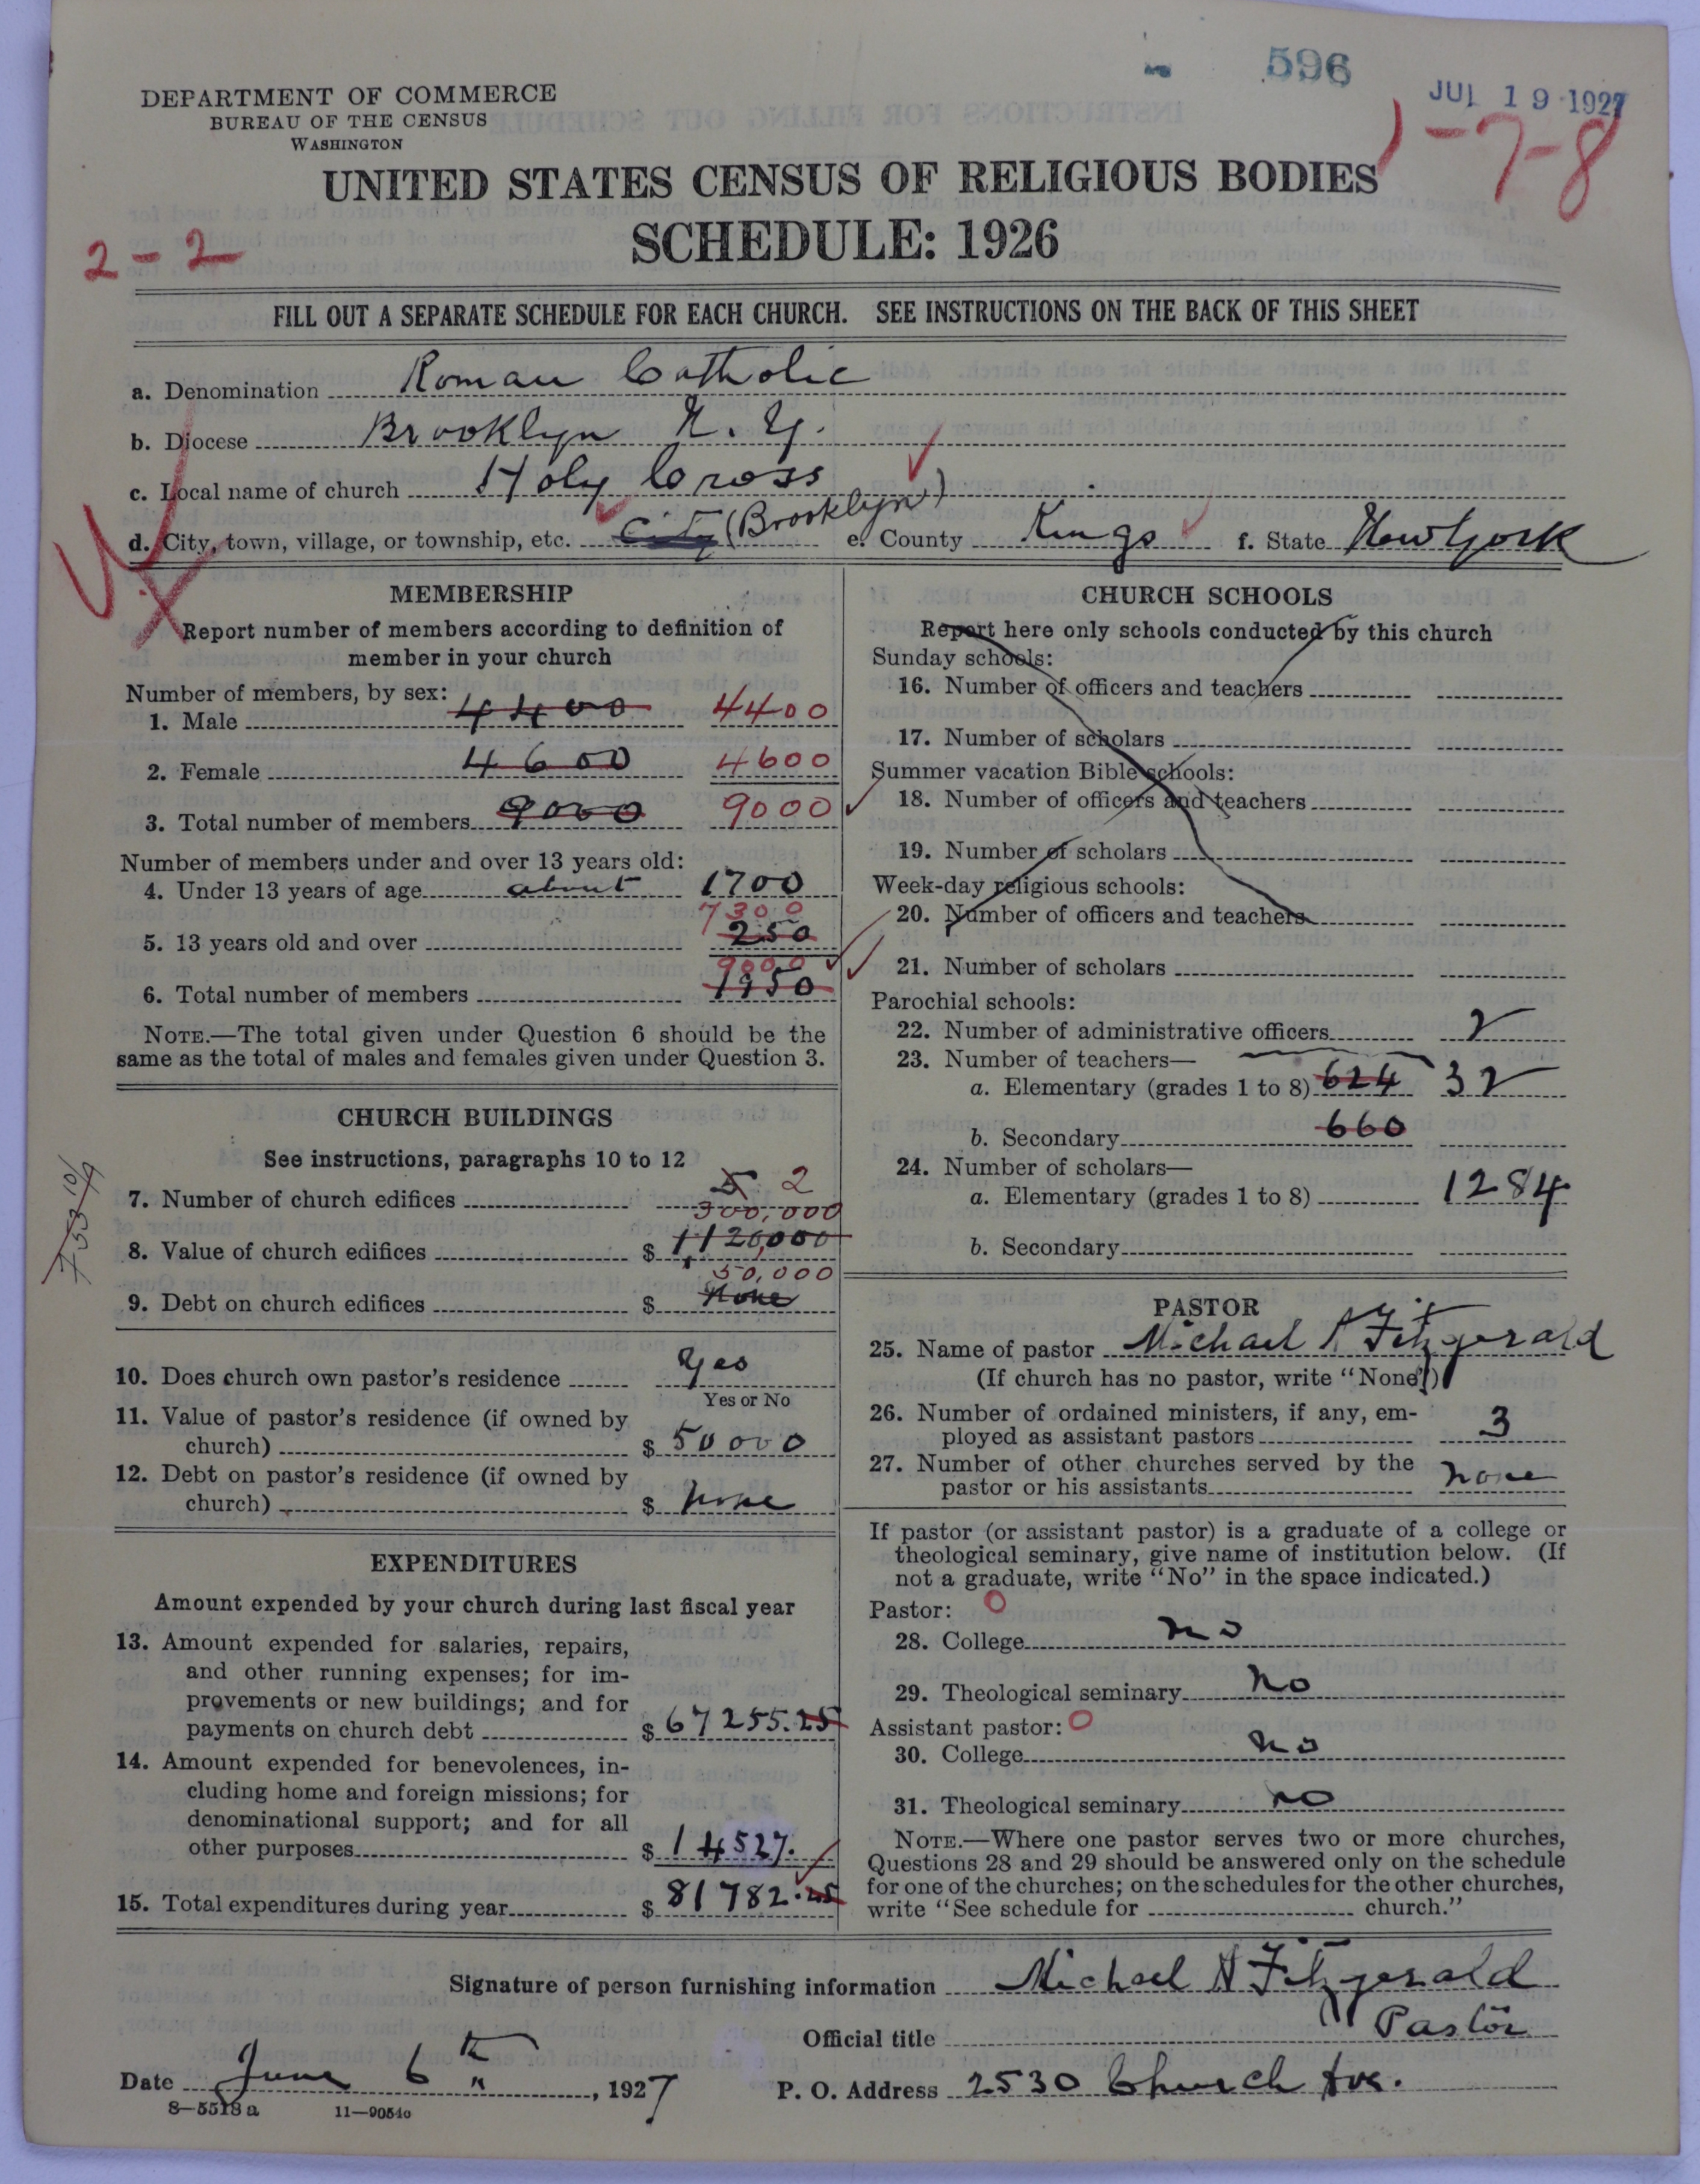 596
JUL 19 1927
1-7-8
DEPARTMENT OF COMMERCE
BUREAU OF THE CENSUS
WASHINGTON
UNITED STATES CENSUS OF RELIGIOUS BODIES
SCHEDULE: 1926
2-2
FILL OUT A SEPARATE SCHEDULE FOR EACH CHURCH. SEE INSTRUCTIONS ON THE BACK OF THIS SHEET
a. Denomination Roman Catholic
b. Diocese Brooklyn N.Y.
c. Local name of church Holy Cross
d. City, town, village, or township, etc. City (Brooklyn) e. County Kings f. State New York
MEMBERSHIP
Report number of members according to definition of
member in your church
Number of members, by sex:
1. Male 4400 4400
2. Female 4600 4600
3. Total number of members 9000 9000
Number of members under and over 13 years old:
4. Under 13 years of age about 1700
7300
5. 13 years old and over 250
9000
6. Total number of members 1950
NOTE.—The total given under Question 6 should be the
same as the total of males and females given under Question 3.
CHURCH BUILDINGS
See instructions, paragraphs 10 to 12
7. Number of church edifices 5 2
300,000
8. Value of church edifices $ 1,120,000
50,000
9. Debt on church edifices $ None
10. Does church own pastor's residence Yes
Yes or No
11. Value of pastor's residence (if owned by
church) $ 50000
12. Debt on pastor's residence (if owned by
church) $ none
EXPENDITURES
Amount expended by your church during last fiscal year
13. Amount expended for salaries, repairs,
and other running expenses; for im-
provements or new buildings; and for
payments on church debt $ 67255.25
14. Amount expended for benevolences, in-
cluding home and foreign missions; for
denominational support; and for all
other purposes $ 14527.
15. Total expenditures during year $ 81782.25
CHURCH SCHOOLS
Report here only schools conducted by this church
Sunday schools:
16. Number of officers and teachers
17. Number of scholars
Summer vacation Bible schools:
18. Number of officers and teachers
19. Number of scholars
Week-day religious schools:
20. Number of officers and teachers
21. Number of scholars
Parochial schools:
22. Number of administrative officers 2
23. Number of teachers—
a. Elementary (grades 1 to 8) 624 32
b. Secondary 660
24. Number of scholars—
a. Elementary (grades 1 to 8) 1284
b. Secondary
PASTOR
25. Name of pastor Michael Fitzgerald
(If church has no pastor, write "None")
26. Number of ordained ministers, if any, em-
ployed as assistant pastors 3
27. Number of other churches served by the
pastor or his assistants none
If pastor (or assistant pastor) is a graduate of a college or
theological seminary, give name of institution below. (If
not a graduate, write "No" in the space indicated.)
Pastor: O
28. College no
29. Theological seminary No
Assistant pastor: O
30. College no
31. Theological seminary no
NOTE.—Where one pastor serves two or more churches,
Questions 28 and 29 should be answered only on the schedule
for one of the churches; on the schedules for the other churches,
write "See schedule for church."
Signature of person furnishing information Michael A Fitzgerald
Official title Pastor
Date June 6th, 1927 P. O. Address 2530 Church Ave.
8-5518a 11-9054c